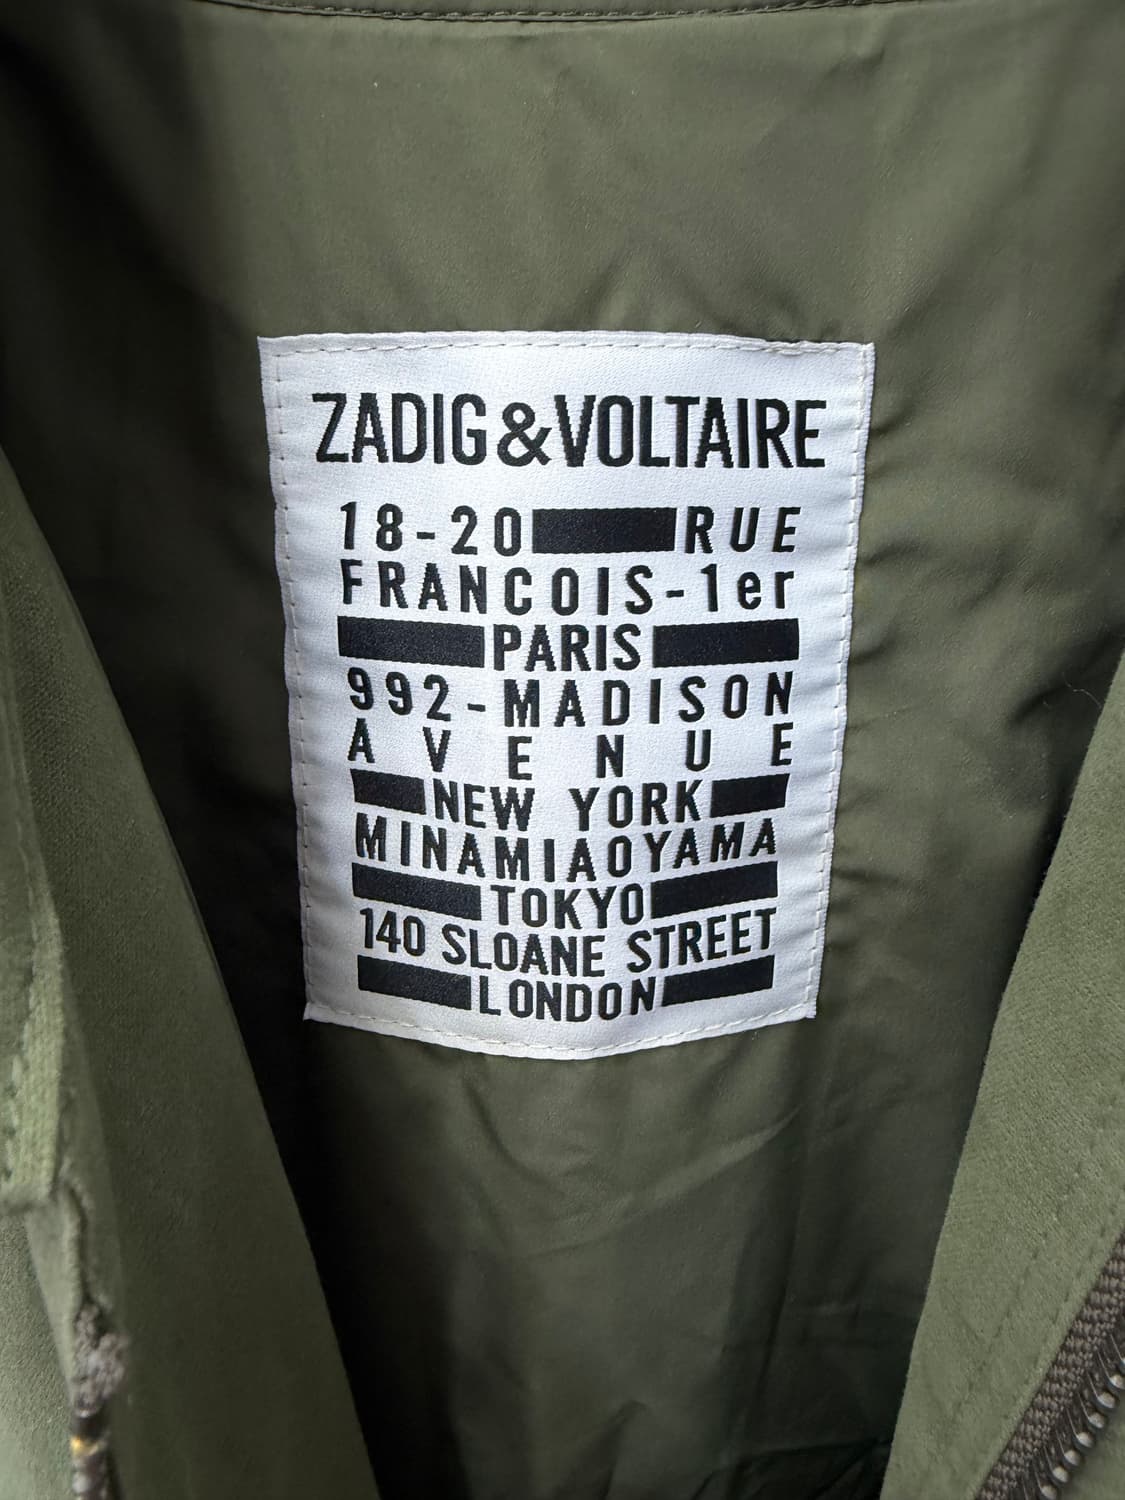 ZADIG&VOLTAIRE
18-20 RUE
FRANCOIS-1er
PARIS
992-MADISON
AVENUE
NEW YORK
MINAMIAOYAMA
TOKYO
140 SLOANE STREET
LONDON